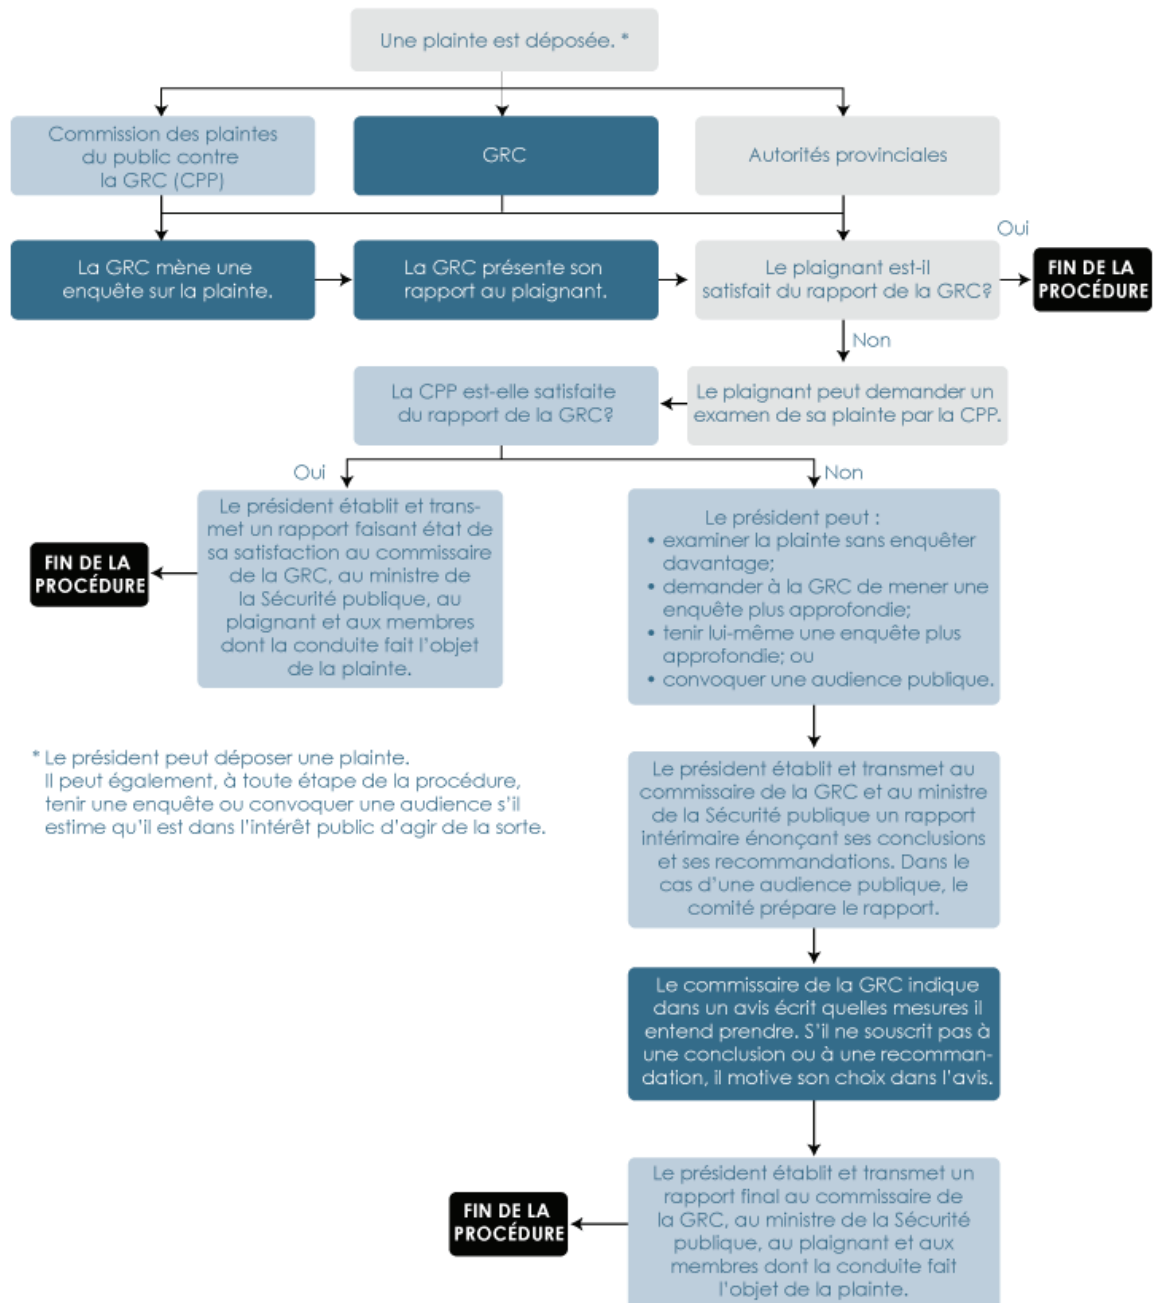 Une plainte est déposée. *
Commission des plaintes
du public contre
la GRC (CPP)
GRC
Autorités provinciales
La GRC mène une
enquête sur la plainte.
La GRC présente son
rapport au plaignant.
Le plaignant est-il
satisfait du rapport de la GRC?
Oui
FIN DE LA
PROCÉDURE
Non
Le plaignant peut demander un
examen de sa plainte par la CPP.
La CPP est-elle satisfaite
du rapport de la GRC?
Oui
Non
Le président établit et trans-
met un rapport faisant état de
sa satisfaction au commissaire
de la GRC, au ministre de
la Sécurité publique, au
plaignant et aux membres
dont la conduite fait l'objet
de la plainte.
FIN DE LA
PROCÉDURE
Le président peut :
• examiner la plainte sans enquêter
davantage;
• demander à la GRC de mener une
enquête plus approfondie;
• tenir lui-même une enquête plus
approfondie; ou
• convoquer une audience publique.
* Le président peut déposer une plainte.
Il peut également, à toute étape de la procédure,
tenir une enquête ou convoquer une audience s'il
estime qu'il est dans l'intérêt public d'agir de la sorte.
Le président établit et transmet au
commissaire de la GRC et au ministre
de la Sécurité publique un rapport
intérimaire énonçant ses conclusions
et ses recommandations. Dans le
cas d'une audience publique, le
comité prépare le rapport.
Le commissaire de la GRC indique
dans un avis écrit quelles mesures il
entend prendre. S'il ne souscrit pas à
une conclusion ou à une recomman-
dation, il motive son choix dans l'avis.
Le président établit et transmet un
rapport final au commissaire de
la GRC, au ministre de la Sécurité
publique, au plaignant et aux
membres dont la conduite fait
l'objet de la plainte.
FIN DE LA
PROCÉDURE